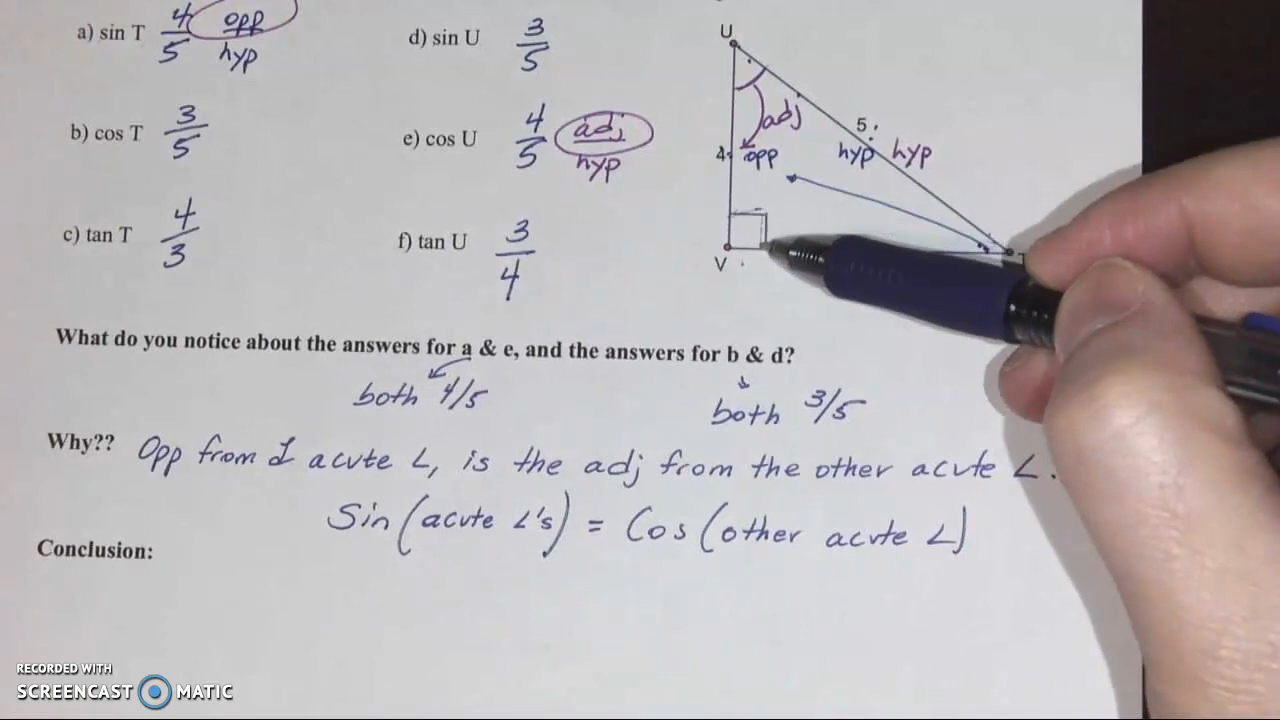 a) sin T 4/5 opp/hyp
d) sin U 3/5
b) cos T 3/5
e) cos U 4/5 adj/hyp
c) tan T 4/3
f) tan U 3/4
U
adj
5
4 opp hyp hyp
V
What do you notice about the answers for a & e, and the answers for b & d?
both 4/5 both 3/5
Why?? Opp from 1 acute ∠, is the adj from the other acute ∠.
Sin (acute ∠'s) = Cos (other acute ∠)
Conclusion:
RECORDED WITH
SCREENCAST MATIC